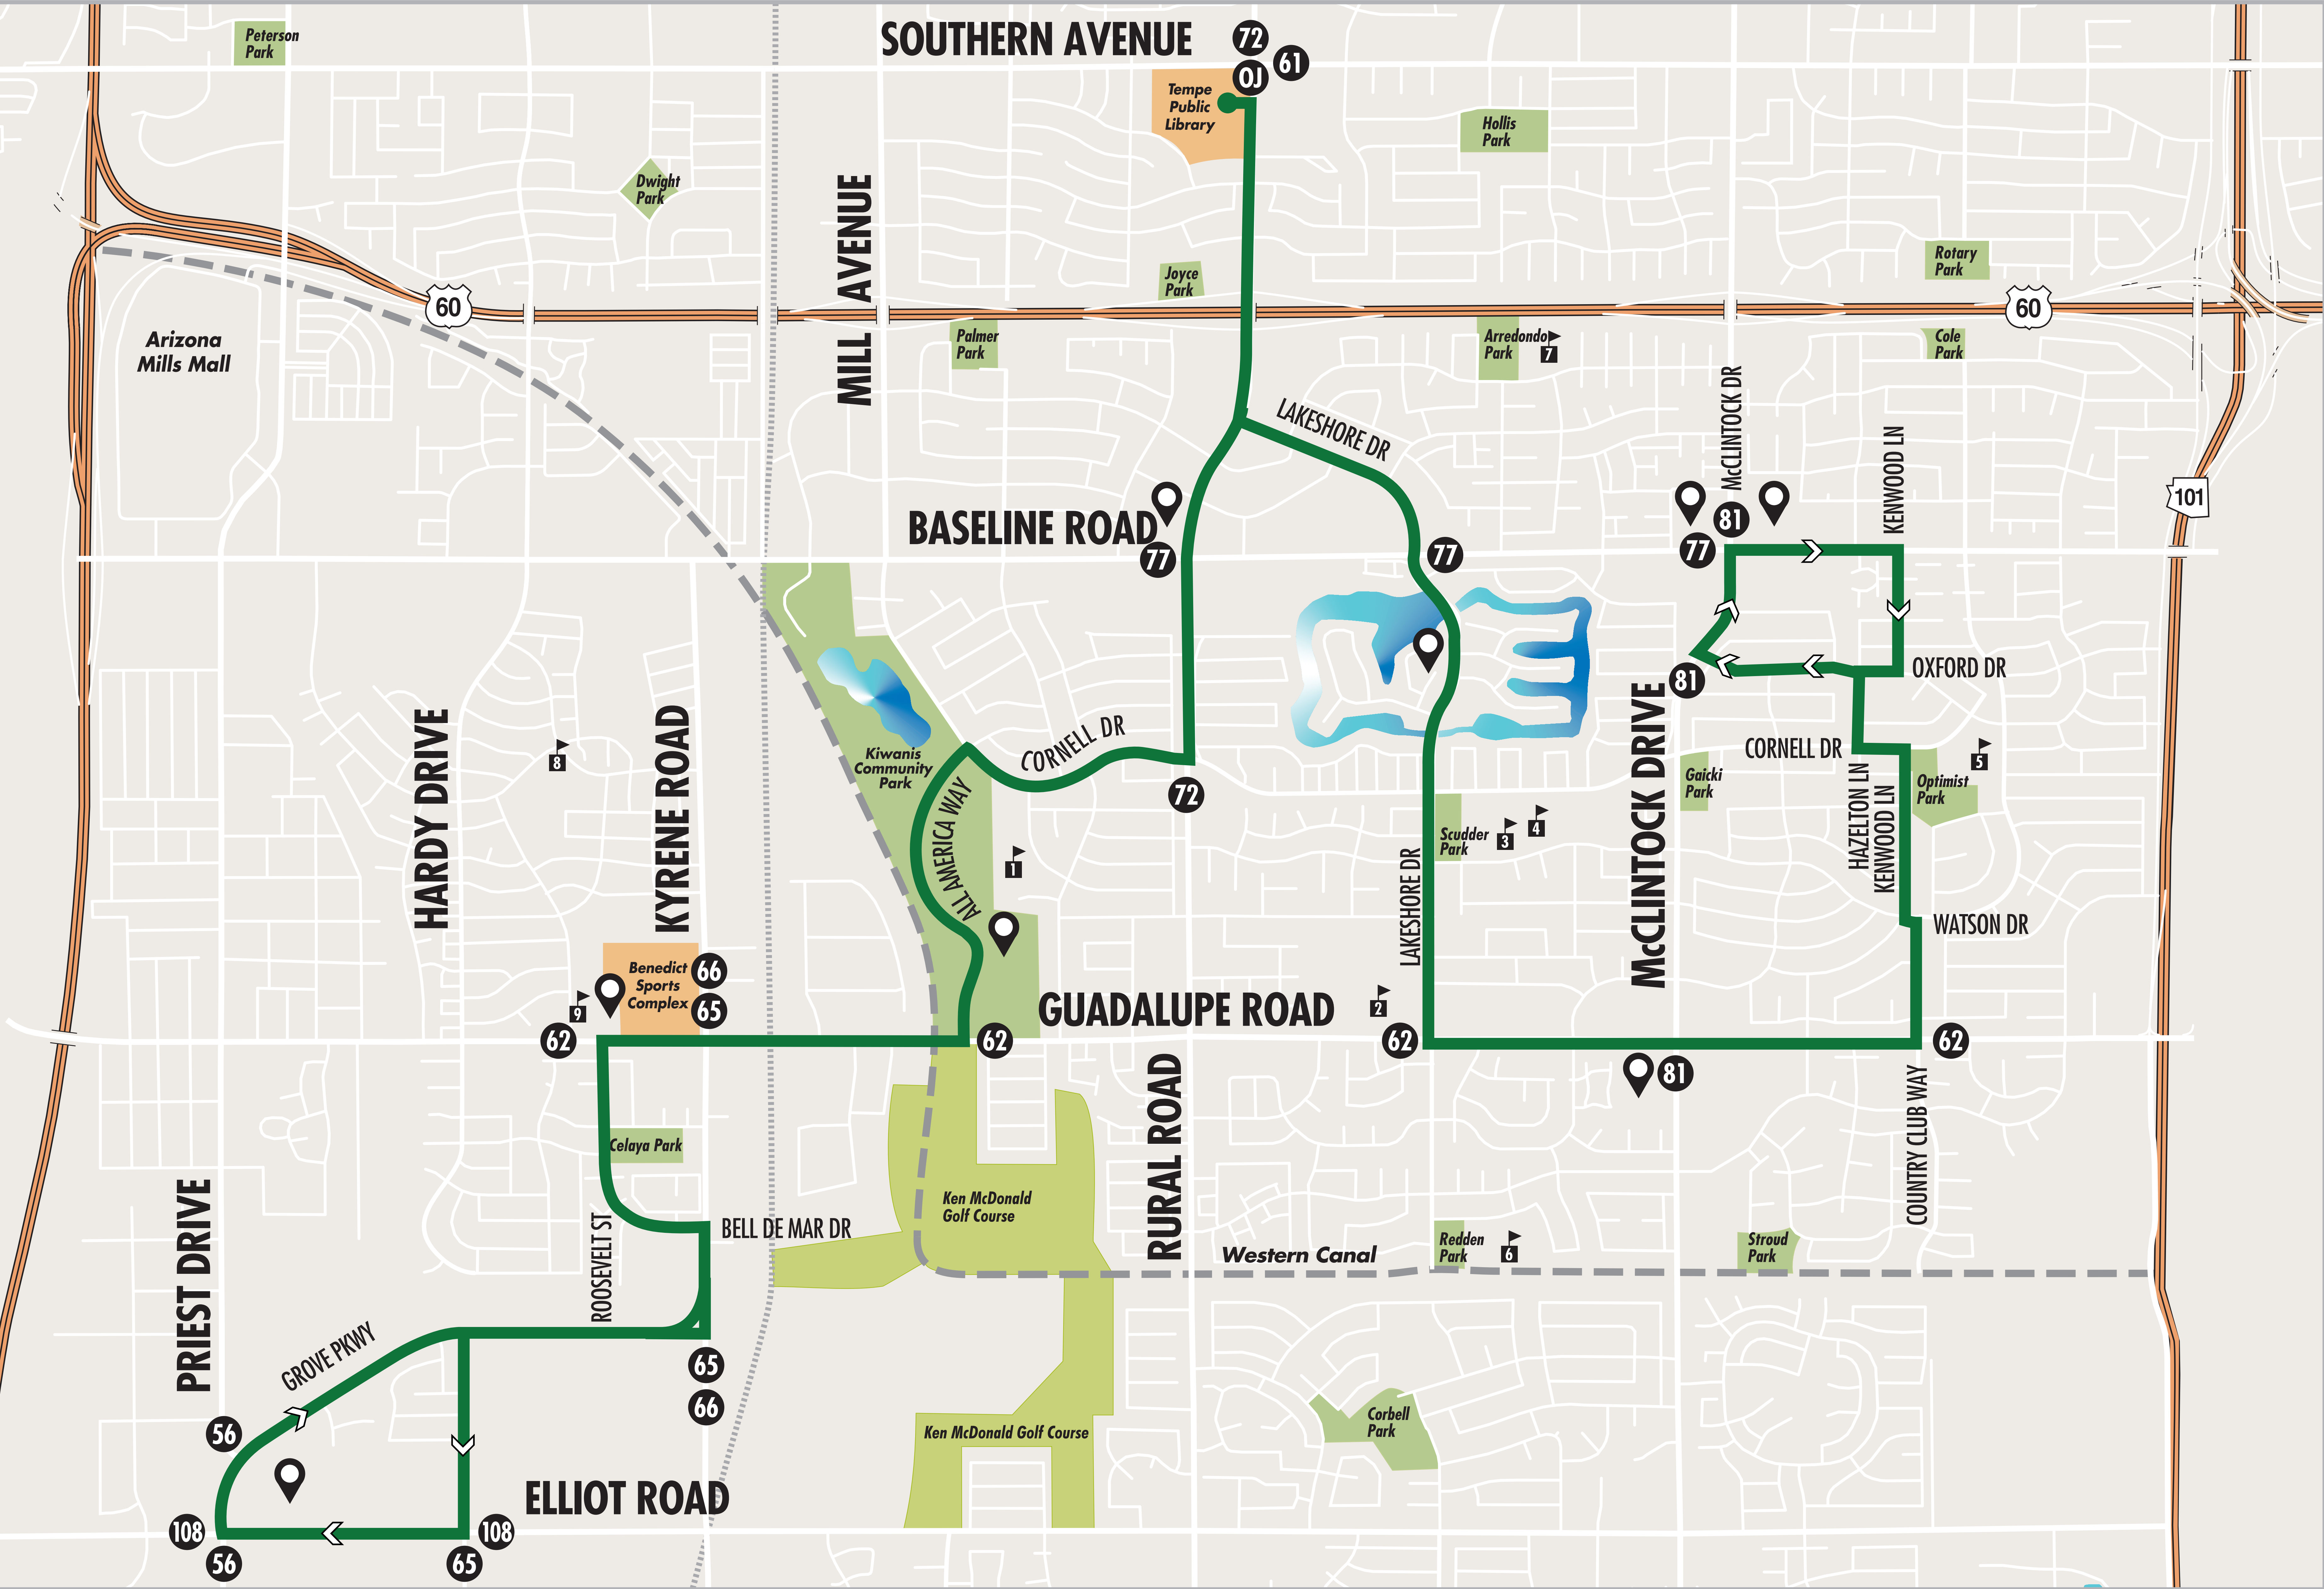 Peterson
Park
SOUTHERN AVENUE
72
61
OJ
Tempe
Public
Library
Hollis
Park
Dwight
Park
MILL AVENUE
Joyce
Park
Rotary
Park
60
60
Arizona
Mills Mall
Palmer
Park
Arredondo
Park
7
Cole
Park
McCLINTOCK DR
LAKESHORE DR
KENWOOD LN
101
BASELINE ROAD
77
77
81
77
OXFORD DR
81
HARDY DRIVE
KYRENE ROAD
8
Kiwanis
Community
Park
CORNELL DR
72
ALL AMERICA WAY
1
McCLINTOCK DRIVE
CORNELL DR
Gaicki
Park
HAZELTON LN
KENWOOD LN
Optimist
Park
5
Scudder
Park
3
4
LAKESHORE DR
WATSON DR
Benedict
Sports
Complex
66
65
9
62
62
GUADALUPE ROAD
2
62
81
62
RURAL ROAD
COUNTRY CLUB WAY
Celaya Park
Ken McDonald
Golf Course
BELL DE MAR DR
ROOSEVELT ST
PRIEST DRIVE
Western Canal
Redden
Park
6
Stroud
Park
GROVE PKWY
65
66
56
Corbell
Park
Ken McDonald Golf Course
ELLIOT ROAD
108
108
56
65